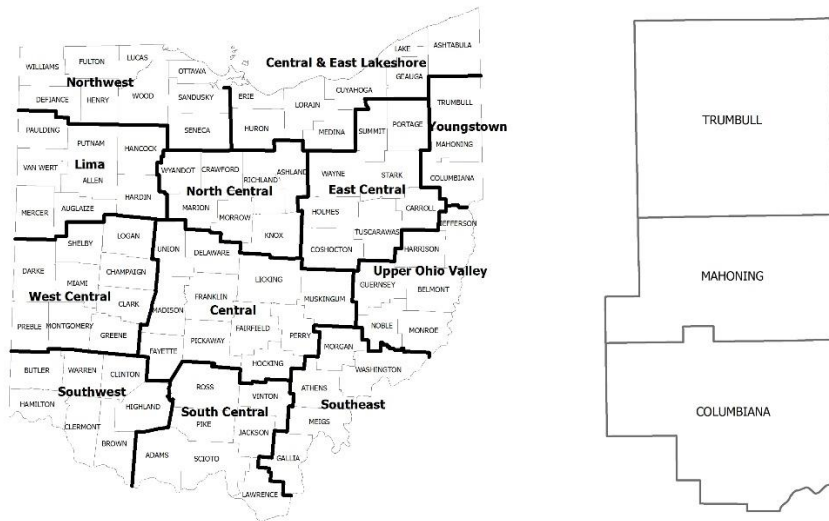 LAKE
ASHTABULA
LUCAS
FULTON
WILLIAMS
OTTAWA
Central & East Lakeshore
GEAUGA
Northwest
CUYAHOGA
DEFIANCE
HENRY
WOOD
SANDUSKY
ERIE
LORAIN
TRUMBULL
PAULDING
SENECA
HURON
MEDINA
SUMMIT
PORTAGE
Youngstown
PUTNAM
HANCOCK
MAHONING
VAN WERT
Lima
ALLEN
WYANDOT
CRAWFORD
RICHLAND
ASHLAND
WAYNE
STARK
COLUMBIANA
North Central
East Central
HARDIN
MERCER
AUGLAIZE
MARION
MORROW
KNOX
HOLMES
CARROLL
TUSCARAWAS
JEFFERSON
SHELBY
LOGAN
UNION
DELAWARE
COSHOCTON
HARRISON
DARKE
CHAMPAIGN
LICKING
Upper Ohio Valley
MIAMI
West Central
CLARK
MADISON
FRANKLIN
Central
MUSKINGUM
GUERNSEY
BELMONT
PREBLE
MONTGOMERY
GREENE
FAIRFIELD
PICKAWAY
PERRY
NOBLE
MONROE
FAYETTE
HOCKING
MORGAN
WASHINGTON
BUTLER
WARREN
CLINTON
ROSS
VINTON
ATHENS
Southwest
HIGHLAND
South Central
Southeast
HAMILTON
CLERMONT
PIKE
JACKSON
MEIGS
BROWN
ADAMS
SCIOTO
GALLIA
LAWRENCE
TRUMBULL
MAHONING
COLUMBIANA